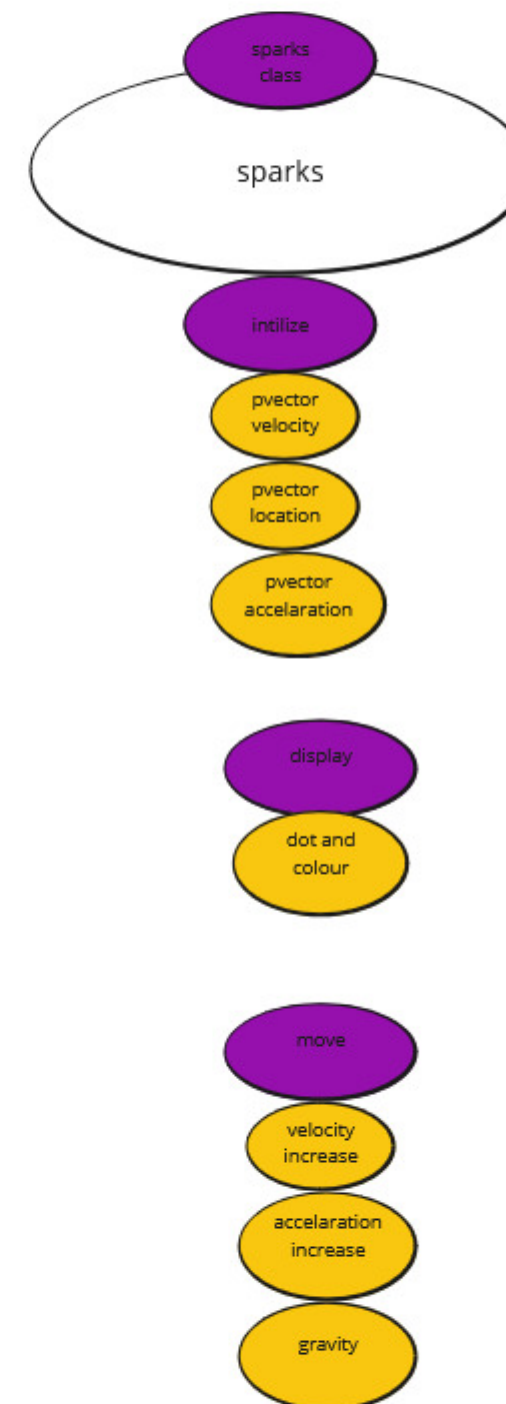 sparks
class
sparks
intilize
pvector
velocity
pvector
location
pvector
accelaration
display
dot and
colour
move
velocity
increase
accelaration
increase
gravity